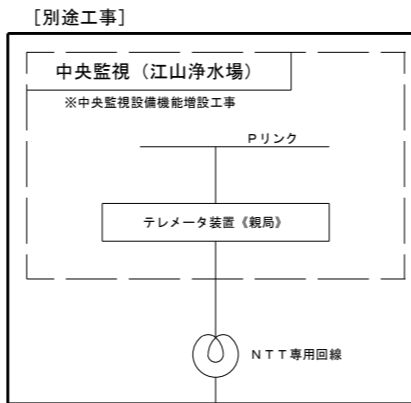 [別途工事]
中央監視（江山浄水場）
※中央監視設備機能増設工事
Pリンク
テレメータ装置《親局》
ＮＴＴ専用回線